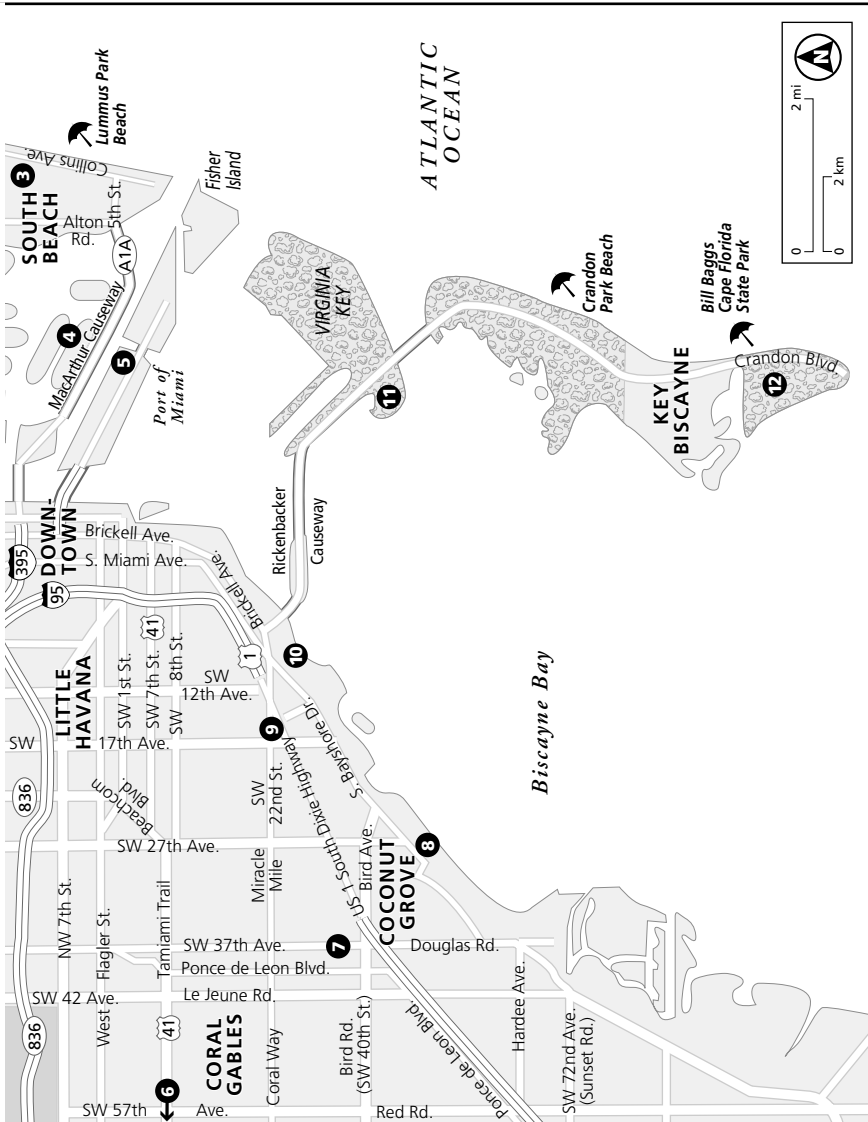 Lummus Park
Beach
Collins Ave.
3
SOUTH
BEACH
Alton
Rd.
5th St.
A1A
Fisher
Island
ATLANTIC
OCEAN
N
2 mi
0
2 km
0
4
MacArthur Causeway
5
Port of
Miami
VIRGINIA
KEY
11
Crandon
Park Beach
Bill Baggs
Cape Florida
State Park
Crandon Blvd.
12
KEY
BISCAYNE
Rickenbacker
Causeway
395
DOWN-
TOWN
Brickell Ave.
S. Miami Ave.
95
Brickell Ave.
LITTLE
HAVANA
SW 1st St.
SW 7th St.
41
SW
8th St.
SW
12th Ave.
1
10
SW
17th Ave.
9
836
Beachcom
Blvd.
SW
22nd St.
S. Bayshore Dr.
US 1 South Dixie Highway
Biscayne Bay
SW 27th Ave.
Miracle
Mile
Bird Ave.
8
COCONUT
GROVE
NW 7th St.
Flagler St.
Tamiami Trail
SW 37th Ave.
7
Douglas Rd.
Ponce de Leon Blvd.
SW 42 Ave.
Le Jeune Rd.
836
West
41
CORAL
GABLES
Coral Way
Bird Rd.
(SW 40th St.)
Ponce de Leon Blvd.
Hardee Ave.
SW 72nd Ave.
(Sunset Rd.)
6
SW 57th
Ave.
Red Rd.